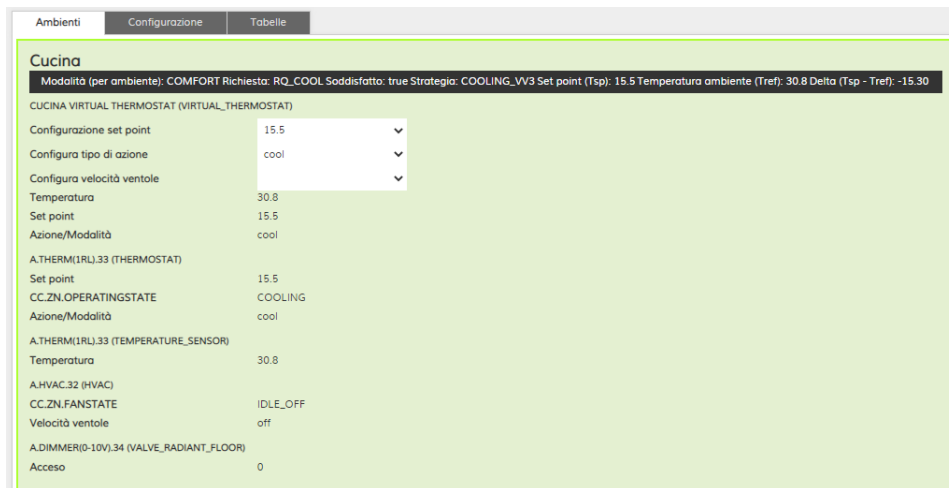 Ambienti Configurazione Tabelle
Cucina
Modalità (per ambiente): COMFORT Richiesta: RQ_COOL Soddisfatto: true Strategia: COOLING_VV3 Set point (Tsp): 15.5 Temperatura ambiente (Tref): 30.8 Delta (Tsp - Tref): -15.30
CUCINA VIRTUAL THERMOSTAT (VIRTUAL_THERMOSTAT)
Configurazione set point 15.5
Configura tipo di azione cool
Configura velocità ventole
Temperatura 30.8
Set point 15.5
Azione/Modalità cool
A.THERM(1RL).33 (THERMOSTAT)
Set point 15.5
CC.ZN.OPERATINGSTATE COOLING
Azione/Modalità cool
A.THERM(1RL).33 (TEMPERATURE_SENSOR)
Temperatura 30.8
A.HVAC.32 (HVAC)
CC.ZN.FANSTATE IDLE_OFF
Velocità ventole off
A.DIMMER(0-10V).34 (VALVE_RADIANT_FLOOR)
Acceso 0